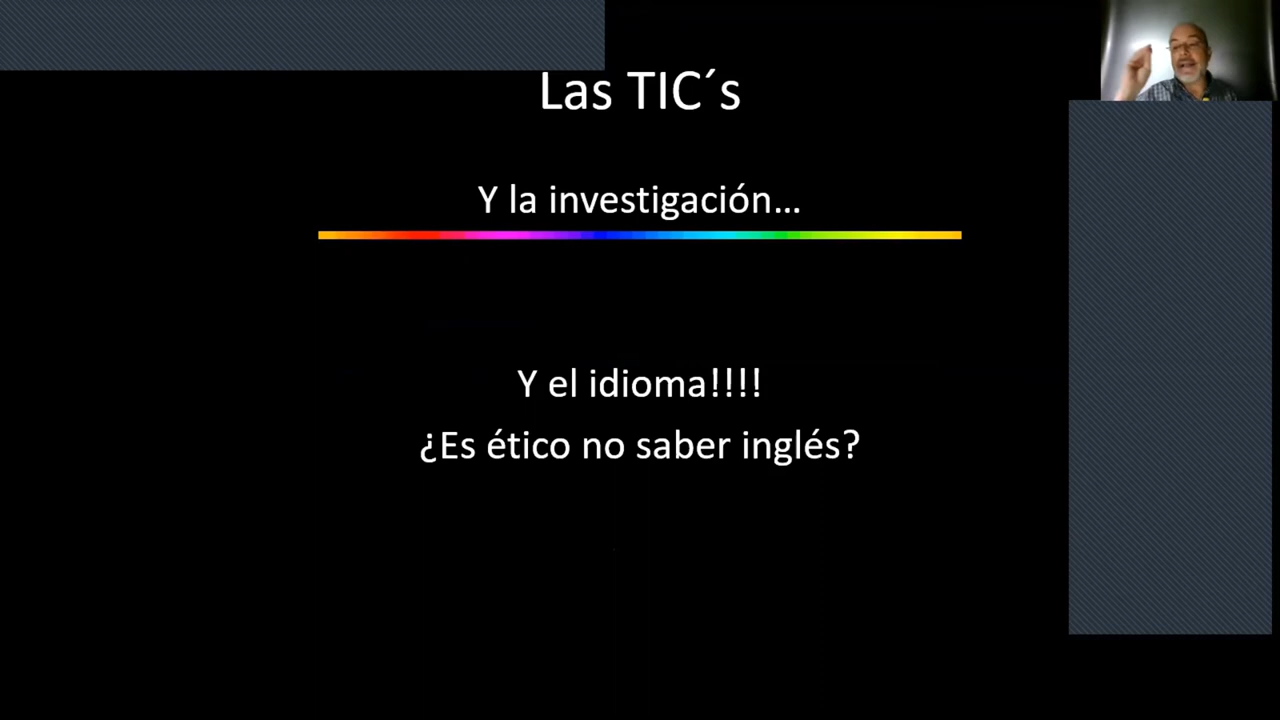 Las TIC´s
Y la investigación...
Y el idioma!!!!
¿Es ético no saber inglés?